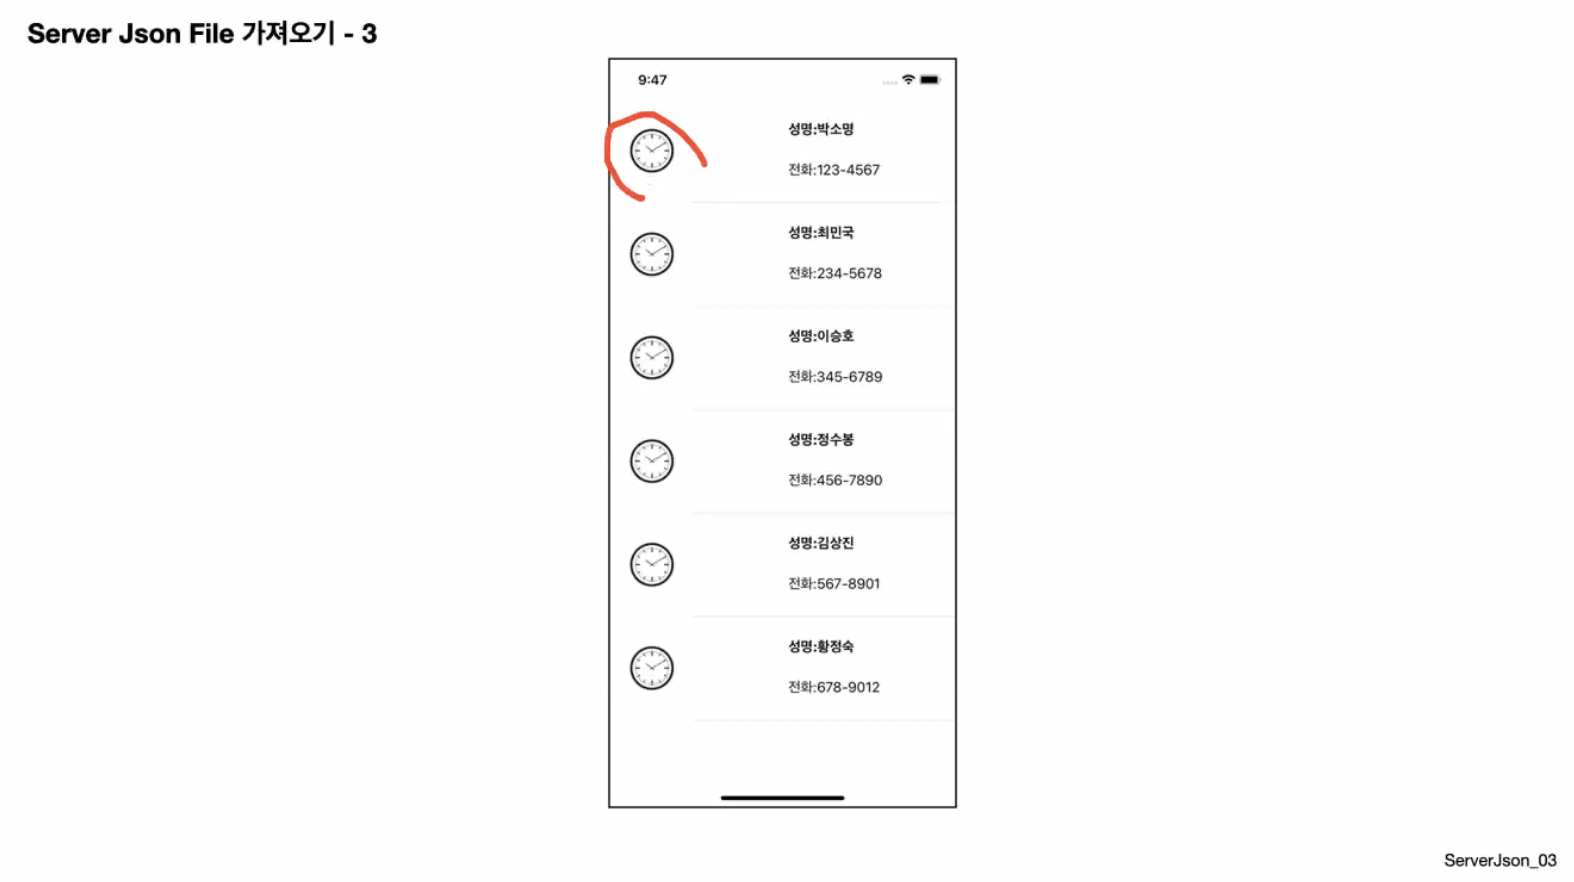 Server Json File 가져오기 - 3
9:47
성명:박소명
전화:123-4567
성명:최민국
전화:234-5678
성명:이승호
전화:345-6789
성명:정수봉
전화:456-7890
성명:김상진
전화:567-8901
성명:황정숙
전화:678-9012
ServerJson_03